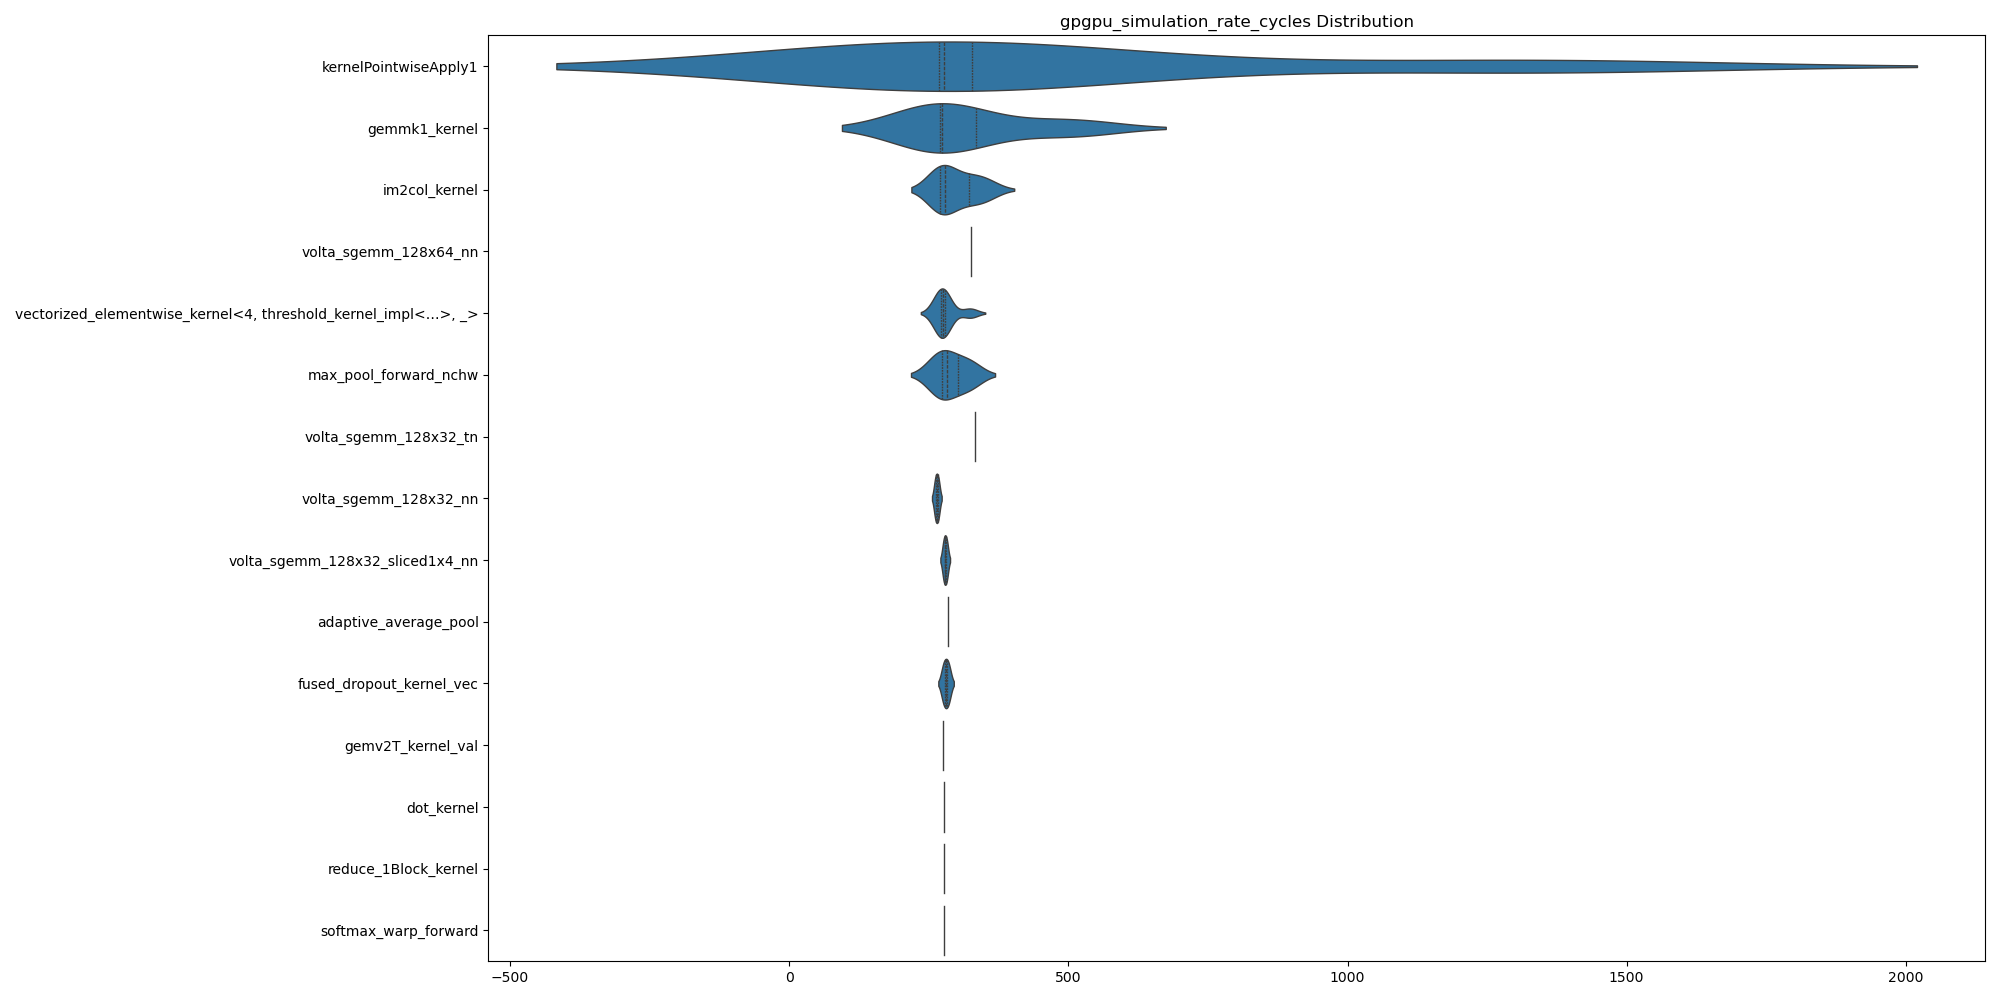 gpgpu_simulation_rate_cycles Distribution
kernelPointwiseApply1
gemmk1_kernel
im2col_kernel
volta_sgemm_128x64_nn
vectorized_elementwise_kernel<4, threshold_kernel_impl<...>, _>
max_pool_forward_nchw
volta_sgemm_128x32_tn
volta_sgemm_128x32_nn
volta_sgemm_128x32_sliced1x4_nn
adaptive_average_pool
fused_dropout_kernel_vec
gemv2T_kernel_val
dot_kernel
reduce_1Block_kernel
softmax_warp_forward
−500 0 500 1000 1500 2000